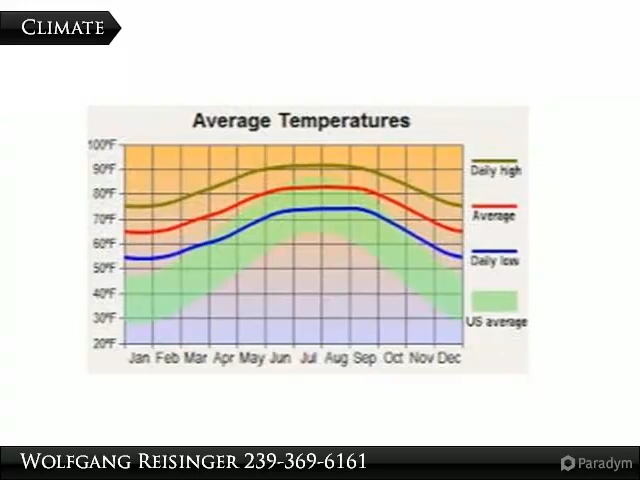 Climate
Average Temperatures
100°F
90°F
80°F
70°F
60°F
50°F
40°F
30°F
20°F
Jan Feb Mar Apr May Jun Jul Aug Sep Oct Nov Dec
Daily high
Average
Daily low
US average
Wolfgang Reisinger 239-369-6161
Paradym